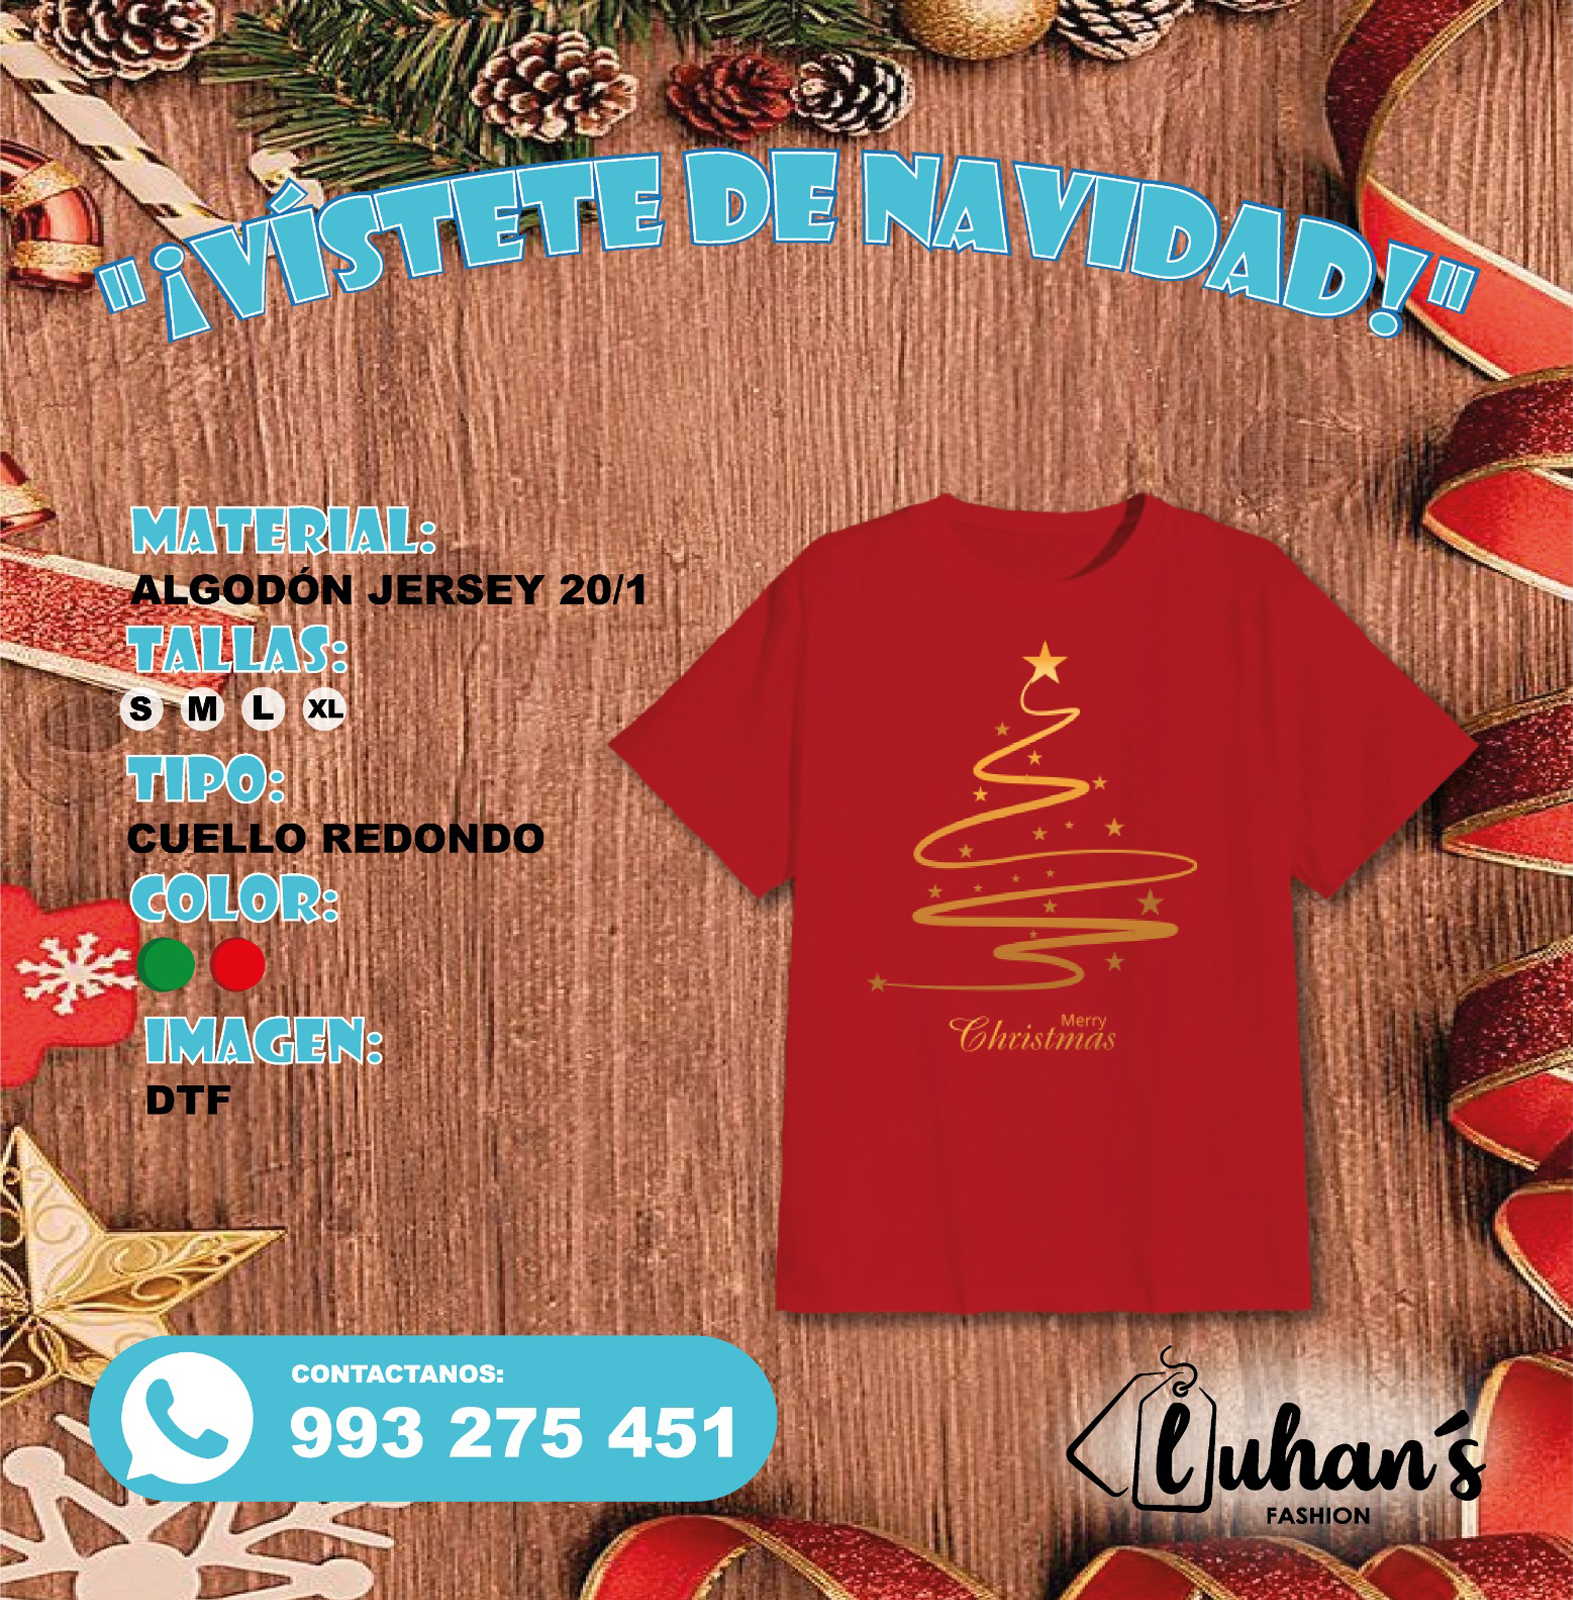 "¡VÍSTETE DE NAVIDAD!"
MATERIAL:
ALGODÓN JERSEY 20/1
TALLAS:
S M L XL
TIPO:
CUELLO REDONDO
COLOR:
IMAGEN:
DTF
Merry
Christmas
CONTACTANOS:
993 275 451
Luhan´s
FASHION